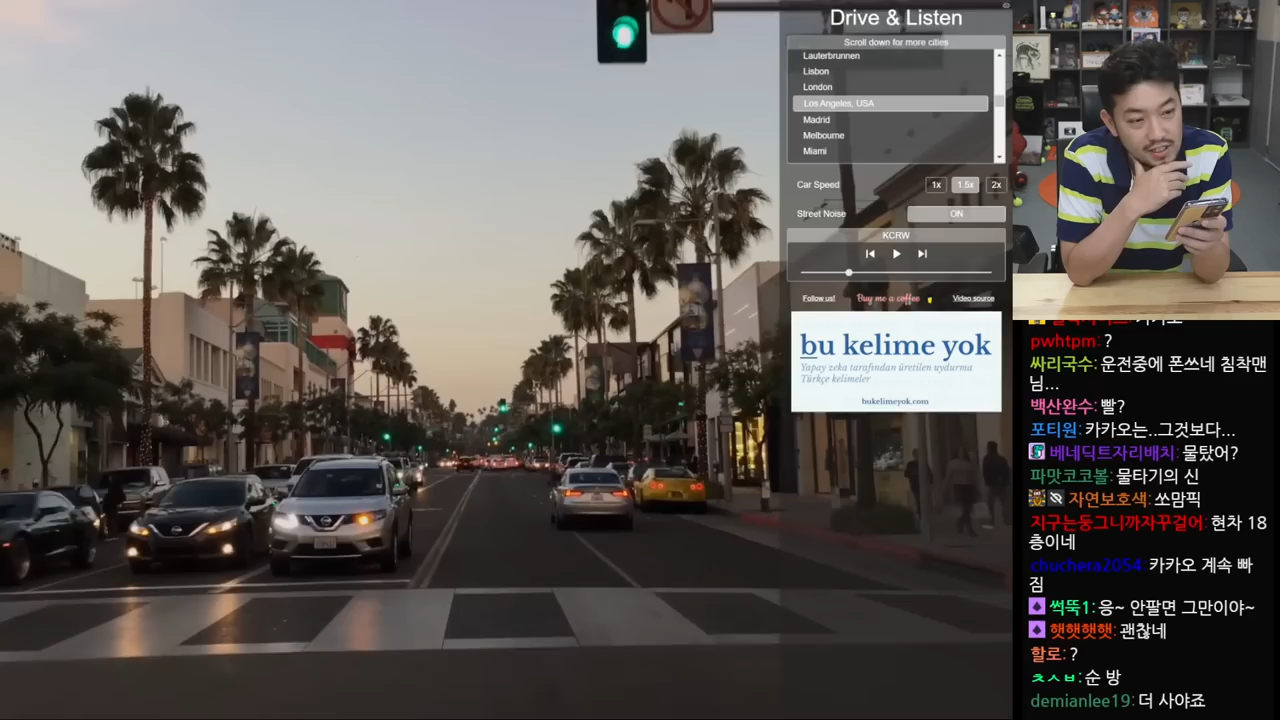 Drive & Listen
Scroll down for more cities
Lauterbrunnen
Lisbon
London
Los Angeles, USA
Madrid
Melbourne
Miami
Car Speed
1x
1.5x
2x
Street Noise
ON
KCRW
Follow us!
Buy me a coffee
Video source
bu kelime yok
Yapay zeka tarafından üretilen uydurma
Türkçe kelimeler
bukelimeyok.com
pwhtpm: ?
싸리국수: 운전중에 폰쓰네 침착맨
님...
백산완수: 빨?
포티원: 카카오는..그것보다...
베네딕트자리배치: 물탔어?
파맛코코볼: 물타기의 신
자연보호색: 쏘맘픽
지구는둥그니까자꾸걸어: 현차 18
층이네
chuchera2054: 카카오 계속 빠
짐
썩뚝1: 응~ 안팔면 그만이야~
햇햇햇햇: 괜찮네
할로: ?
ㅊㅅㅂ: 순 방
demianlee19: 더 사야죠